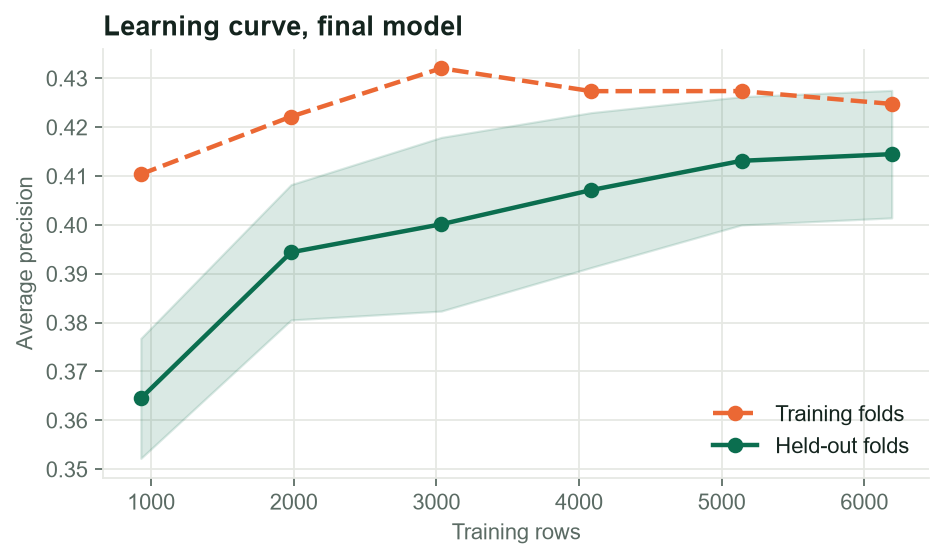 Learning curve, final model
Average precision
0.43
0.42
0.41
0.40
0.39
0.38
0.37
0.36
0.35
Training folds
Held-out folds
1000 2000 3000 4000 5000 6000
Training rows